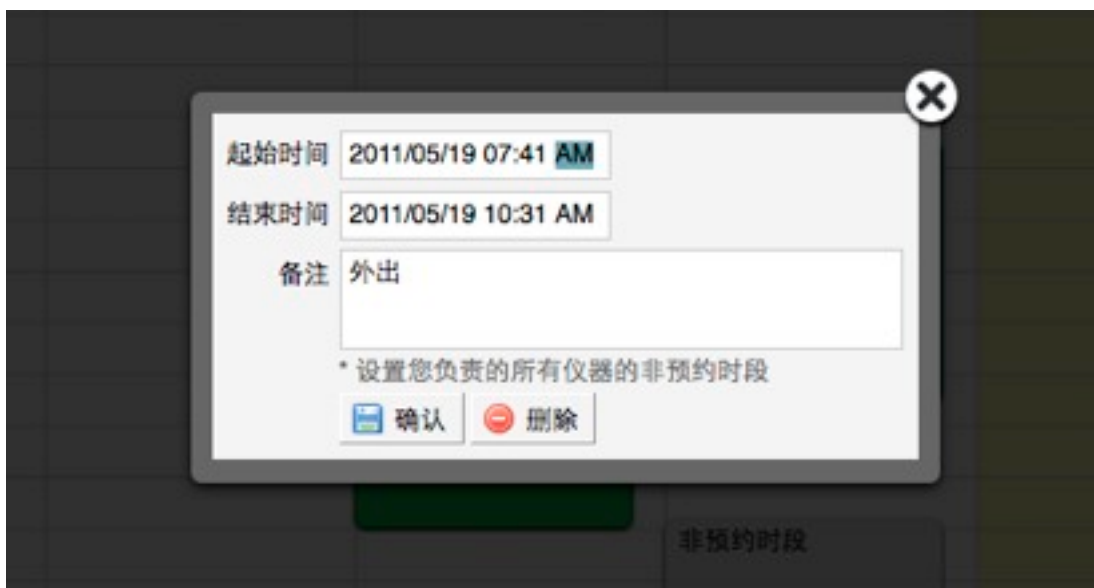 起始时间 2011/05/19 07:41 AM
结束时间 2011/05/19 10:31 AM
备注 外出
* 设置您负责的所有仪器的非预约时段
确认 删除
非预约时段